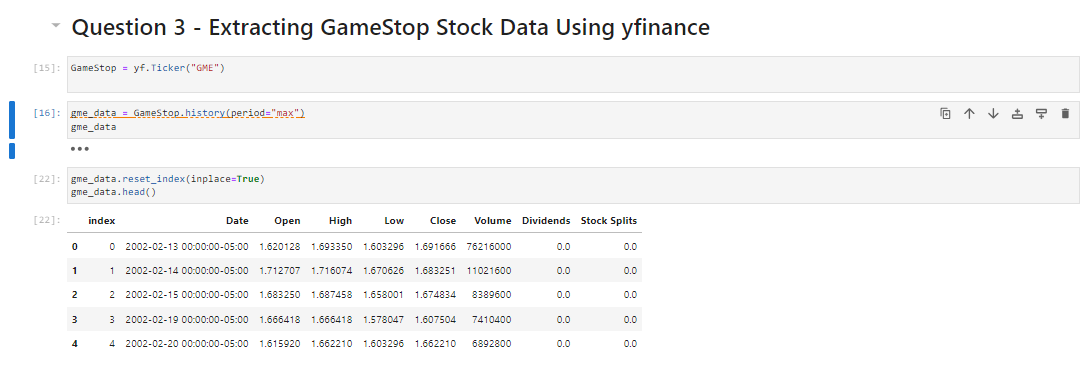 Question 3 - Extracting GameStop Stock Data Using yfinance
[15]: GameStop = yf.Ticker("GME")
[16]: gme_data = GameStop.history(period="max")
gme_data
•••
[22]: gme_data.reset_index(inplace=True)
gme_data.head()
[22]: index Date Open High Low Close Volume Dividends Stock Splits
0 0 2002-02-13 00:00:00-05:00 1.620128 1.693350 1.603296 1.691666 76216000 0.0 0.0
1 1 2002-02-14 00:00:00-05:00 1.712707 1.716074 1.670626 1.683251 11021600 0.0 0.0
2 2 2002-02-15 00:00:00-05:00 1.683250 1.687458 1.658001 1.674834 8389600 0.0 0.0
3 3 2002-02-19 00:00:00-05:00 1.666418 1.666418 1.578047 1.607504 7410400 0.0 0.0
4 4 2002-02-20 00:00:00-05:00 1.615920 1.662210 1.603296 1.662210 6892800 0.0 0.0